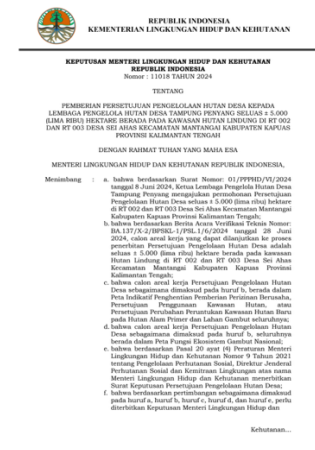 REPUBLIK INDONESIA
KEMENTERIAN LINGKUNGAN HIDUP DAN KEHUTANAN
KEPUTUSAN MENTERI LINGKUNGAN HIDUP DAN KEHUTANAN
REPUBLIK INDONESIA
Nomor : 11018 TAHUN 2024
TENTANG
PEMBERIAN PERSETUJUAN PENGELOLAAN HUTAN DESA KEPADA
LEMBAGA PENGELOLA HUTAN DESA TAMPUNG PENYANG SELUAS ± 5.000
(LIMA RIBU) HEKTARE BERADA PADA KAWASAN HUTAN LINDUNG DI RT 002
DAN RT 003 DESA SEI AHAS KECAMATAN MANTANGAI KABUPATEN KAPUAS
PROVINSI KALIMANTAN TENGAH
DENGAN RAHMAT TUHAN YANG MAHA ESA
MENTERI LINGKUNGAN HIDUP DAN KEHUTANAN REPUBLIK INDONESIA,
Menimbang : a. bahwa berdasarkan Surat Nomor: 01/PPPHD/VI/2024
tanggal 8 Juni 2024, Ketua Lembaga Pengelola Hutan Desa
Tampung Penyang mengajukan permohonan Persetujuan
Pengelolaan Hutan Desa seluas ± 5.000 (lima ribu) hektare
di RT 002 dan RT 003 Desa Sei Ahas Kecamatan Mantangai
Kabupaten Kapuas Provinsi Kalimantan Tengah;
b. bahwa berdasarkan Berita Acara Verifikasi Teknis Nomor:
BA.137/X-2/BPSKL-1/PSL.1/6/2024 tanggal 28 Juni
2024, calon areal kerja yang dapat dilanjutkan ke proses
penerbitan Persetujuan Pengelolaan Hutan Desa adalah
seluas ± 5.000 (lima ribu) hektare berada pada kawasan
Hutan Lindung di RT 002 dan RT 003 Desa Sei Ahas
Kecamatan Mantangai Kabupaten Kapuas Provinsi
Kalimantan Tengah;
c. bahwa calon areal kerja Persetujuan Pengelolaan Hutan
Desa sebagaimana dimaksud pada huruf b, berada dalam
Peta Indikatif Penghentian Pemberian Perizinan Berusaha,
Persetujuan Penggunaan Kawasan Hutan, atau
Persetujuan Perubahan Peruntukan Kawasan Hutan Baru
pada Hutan Alam Primer dan Lahan Gambut seluruhnya;
d. bahwa calon areal kerja Persetujuan Pengelolaan Hutan
Desa sebagaimana dimaksud pada huruf b, seluruhnya
berada dalam Peta Fungsi Ekosistem Gambut Nasional;
e. bahwa berdasarkan Pasal 20 ayat (4) Peraturan Menteri
Lingkungan Hidup dan Kehutanan Nomor 9 Tahun 2021
tentang Pengelolaan Perhutanan Sosial, Direktur Jenderal
Perhutanan Sosial dan Kemitraan Lingkungan atas nama
Menteri Lingkungan Hidup dan Kehutanan menerbitkan
Surat Keputusan Persetujuan Pengelolaan Hutan Desa;
f. bahwa berdasarkan pertimbangan sebagaimana dimaksud
pada huruf a, huruf b, huruf c, huruf d, dan huruf e, perlu
diterbitkan Keputusan Menteri Lingkungan Hidup dan
Kehutanan...